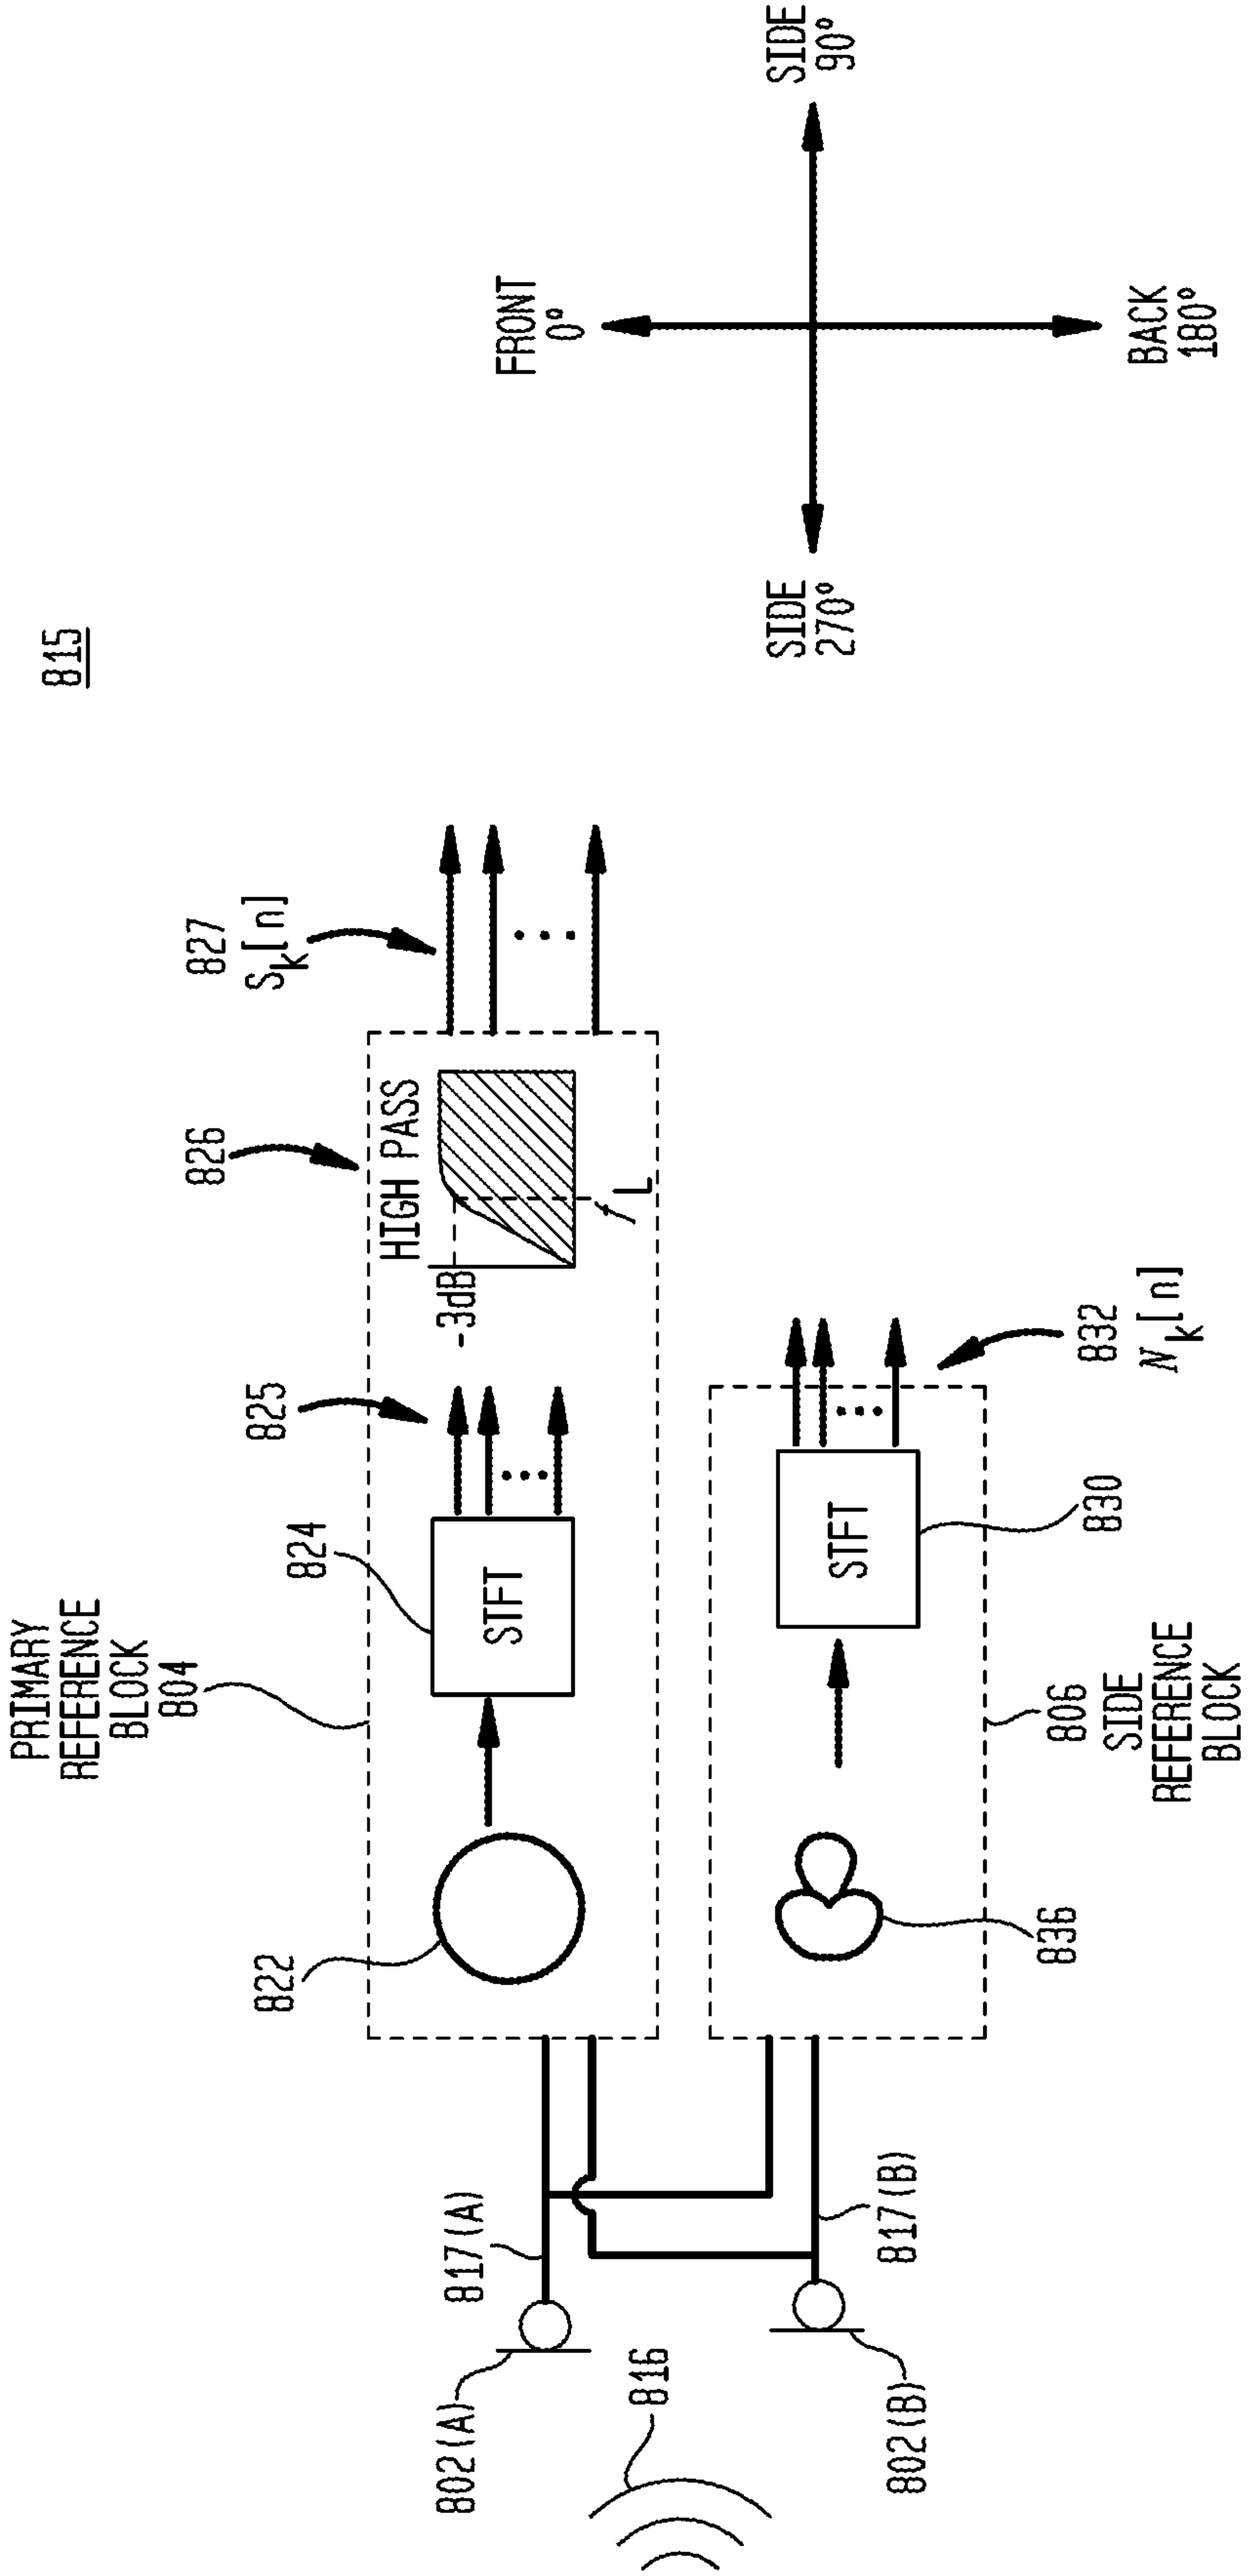 815
PRIMARY
REFERENCE
BLOCK
804
822
824
STFT
825
826
HIGH PASS
-3dB
fL
827
Sk[n]
802(A)
817(A)
816
802(B)
817(B)
836
STFT
830
832
Nk[n]
806
SIDE
REFERENCE
BLOCK
FRONT
0°
SIDE
270°
SIDE
90°
BACK
180°